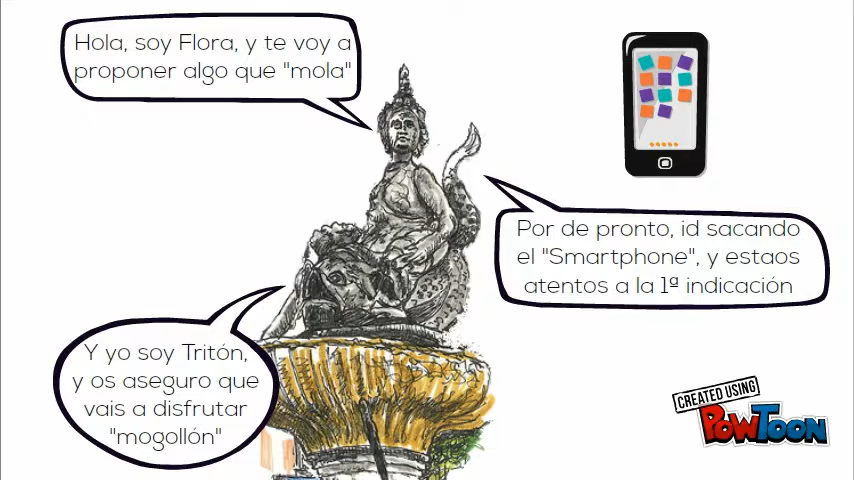 Hola, soy Flora, y te voy a
proponer algo que "mola"
Por de pronto, id sacando
el "Smartphone", y estaos
atentos a la 1ª indicación
Y yo soy Tritón,
y os aseguro que
vais a disfrutar
"mogollón"
CREATED USING
POWTOON